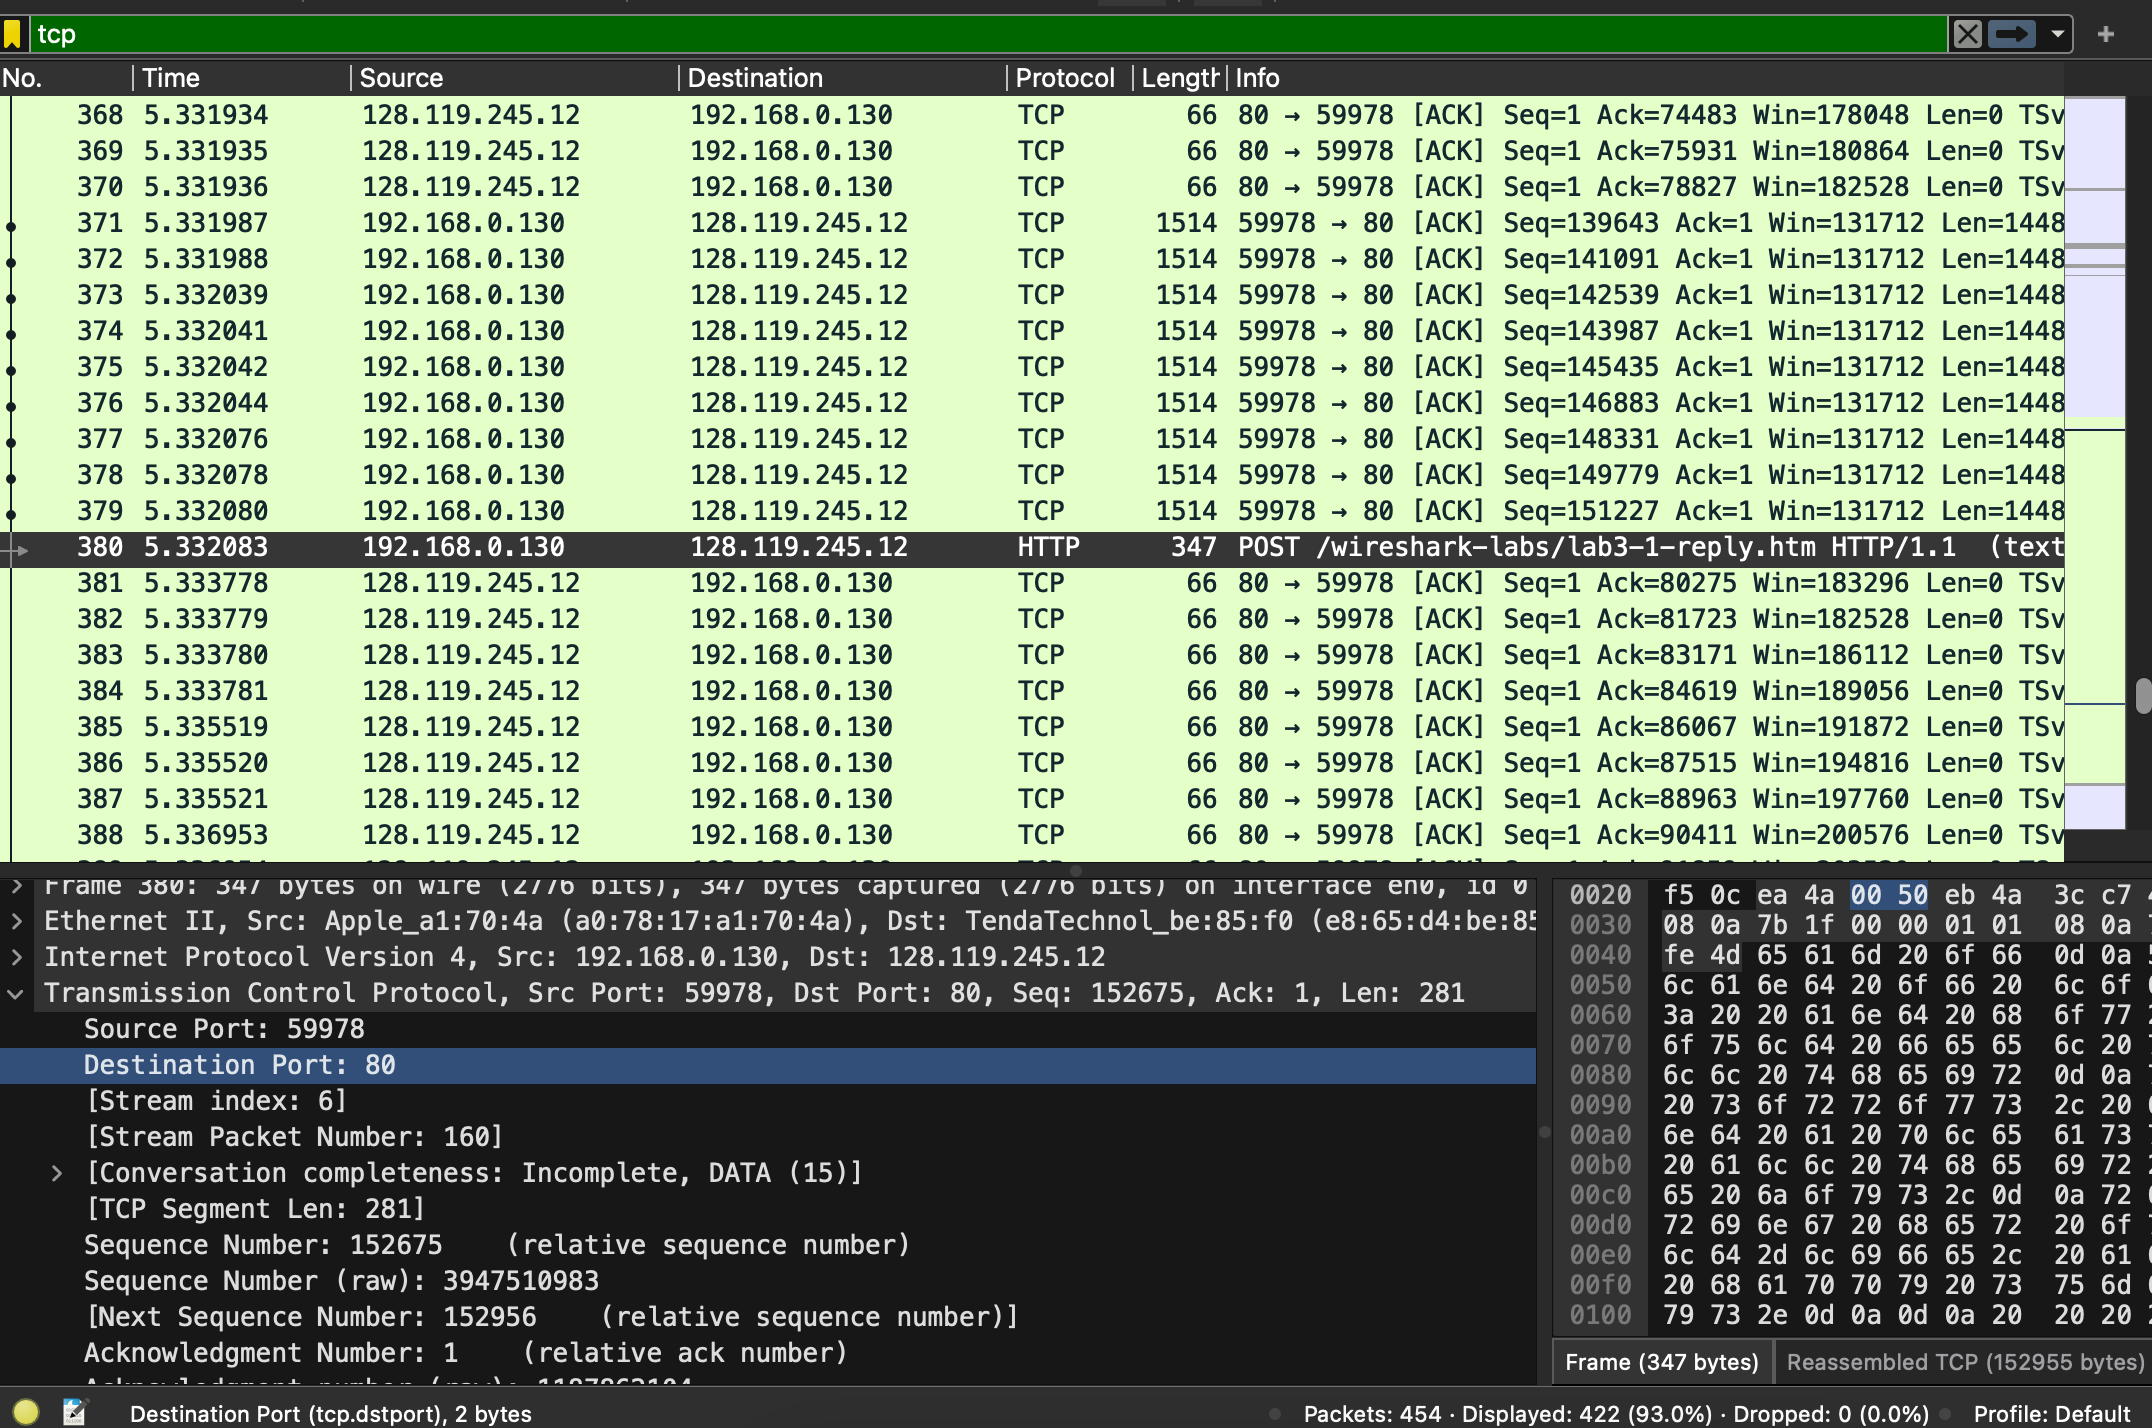 tcp
No. Time Source Destination Protocol Length Info
368 5.331934 128.119.245.12 192.168.0.130 TCP 66 80 → 59978 [ACK] Seq=1 Ack=74483 Win=178048 Len=0 TSv
369 5.331935 128.119.245.12 192.168.0.130 TCP 66 80 → 59978 [ACK] Seq=1 Ack=75931 Win=180864 Len=0 TSv
370 5.331936 128.119.245.12 192.168.0.130 TCP 66 80 → 59978 [ACK] Seq=1 Ack=78827 Win=182528 Len=0 TSv
371 5.331987 192.168.0.130 128.119.245.12 TCP 1514 59978 → 80 [ACK] Seq=139643 Ack=1 Win=131712 Len=1448
372 5.331988 192.168.0.130 128.119.245.12 TCP 1514 59978 → 80 [ACK] Seq=141091 Ack=1 Win=131712 Len=1448
373 5.332039 192.168.0.130 128.119.245.12 TCP 1514 59978 → 80 [ACK] Seq=142539 Ack=1 Win=131712 Len=1448
374 5.332041 192.168.0.130 128.119.245.12 TCP 1514 59978 → 80 [ACK] Seq=143987 Ack=1 Win=131712 Len=1448
375 5.332042 192.168.0.130 128.119.245.12 TCP 1514 59978 → 80 [ACK] Seq=145435 Ack=1 Win=131712 Len=1448
376 5.332044 192.168.0.130 128.119.245.12 TCP 1514 59978 → 80 [ACK] Seq=146883 Ack=1 Win=131712 Len=1448
377 5.332076 192.168.0.130 128.119.245.12 TCP 1514 59978 → 80 [ACK] Seq=148331 Ack=1 Win=131712 Len=1448
378 5.332078 192.168.0.130 128.119.245.12 TCP 1514 59978 → 80 [ACK] Seq=149779 Ack=1 Win=131712 Len=1448
379 5.332080 192.168.0.130 128.119.245.12 TCP 1514 59978 → 80 [ACK] Seq=151227 Ack=1 Win=131712 Len=1448
380 5.332083 192.168.0.130 128.119.245.12 HTTP 347 POST /wireshark-labs/lab3-1-reply.htm HTTP/1.1 (text
381 5.333778 128.119.245.12 192.168.0.130 TCP 66 80 → 59978 [ACK] Seq=1 Ack=80275 Win=183296 Len=0 TSv
382 5.333779 128.119.245.12 192.168.0.130 TCP 66 80 → 59978 [ACK] Seq=1 Ack=81723 Win=182528 Len=0 TSv
383 5.333780 128.119.245.12 192.168.0.130 TCP 66 80 → 59978 [ACK] Seq=1 Ack=83171 Win=186112 Len=0 TSv
384 5.333781 128.119.245.12 192.168.0.130 TCP 66 80 → 59978 [ACK] Seq=1 Ack=84619 Win=189056 Len=0 TSv
385 5.335519 128.119.245.12 192.168.0.130 TCP 66 80 → 59978 [ACK] Seq=1 Ack=86067 Win=191872 Len=0 TSv
386 5.335520 128.119.245.12 192.168.0.130 TCP 66 80 → 59978 [ACK] Seq=1 Ack=87515 Win=194816 Len=0 TSv
387 5.335521 128.119.245.12 192.168.0.130 TCP 66 80 → 59978 [ACK] Seq=1 Ack=88963 Win=197760 Len=0 TSv
388 5.336953 128.119.245.12 192.168.0.130 TCP 66 80 → 59978 [ACK] Seq=1 Ack=90411 Win=200576 Len=0 TSv
Frame 380: 347 bytes on wire (2776 bits), 347 bytes captured (2776 bits) on interface en0, id 0
Ethernet II, Src: Apple_a1:70:4a (a0:78:17:a1:70:4a), Dst: TendaTechnol_be:85:f0 (e8:65:d4:be:85
Internet Protocol Version 4, Src: 192.168.0.130, Dst: 128.119.245.12
Transmission Control Protocol, Src Port: 59978, Dst Port: 80, Seq: 152675, Ack: 1, Len: 281
Source Port: 59978
Destination Port: 80
[Stream index: 6]
[Stream Packet Number: 160]
[Conversation completeness: Incomplete, DATA (15)]
[TCP Segment Len: 281]
Sequence Number: 152675 (relative sequence number)
Sequence Number (raw): 3947510983
[Next Sequence Number: 152956 (relative sequence number)]
Acknowledgment Number: 1 (relative ack number)
0020 f5 0c ea 4a 00 50 eb 4a 3c c7
0030 08 0a 7b 1f 00 00 01 01 08 0a
0040 fe 4d 65 61 6d 20 6f 66 0d 0a
0050 6c 61 6e 64 20 6f 66 20 6c 6f
0060 3a 20 20 61 6e 64 20 68 6f 77
0070 6f 75 6c 64 20 66 65 65 6c 20
0080 6c 6c 20 74 68 65 69 72 0d 0a
0090 20 73 6f 72 72 6f 77 73 2c 20
00a0 6e 64 20 61 20 70 6c 65 61 73
00b0 20 61 6c 6c 20 74 68 65 69 72
00c0 65 20 6a 6f 79 73 2c 0d 0a 72
00d0 72 69 6e 67 20 68 65 72 20 6f
00e0 6c 64 2d 6c 69 66 65 2c 20 61
00f0 20 68 61 70 70 79 20 73 75 6d
0100 79 73 2e 0d 0a 0d 0a 20 20 20
Frame (347 bytes) Reassembled TCP (152955 bytes)
Destination Port (tcp.dstport), 2 bytes Packets: 454 · Displayed: 422 (93.0%) · Dropped: 0 (0.0%) Profile: Default